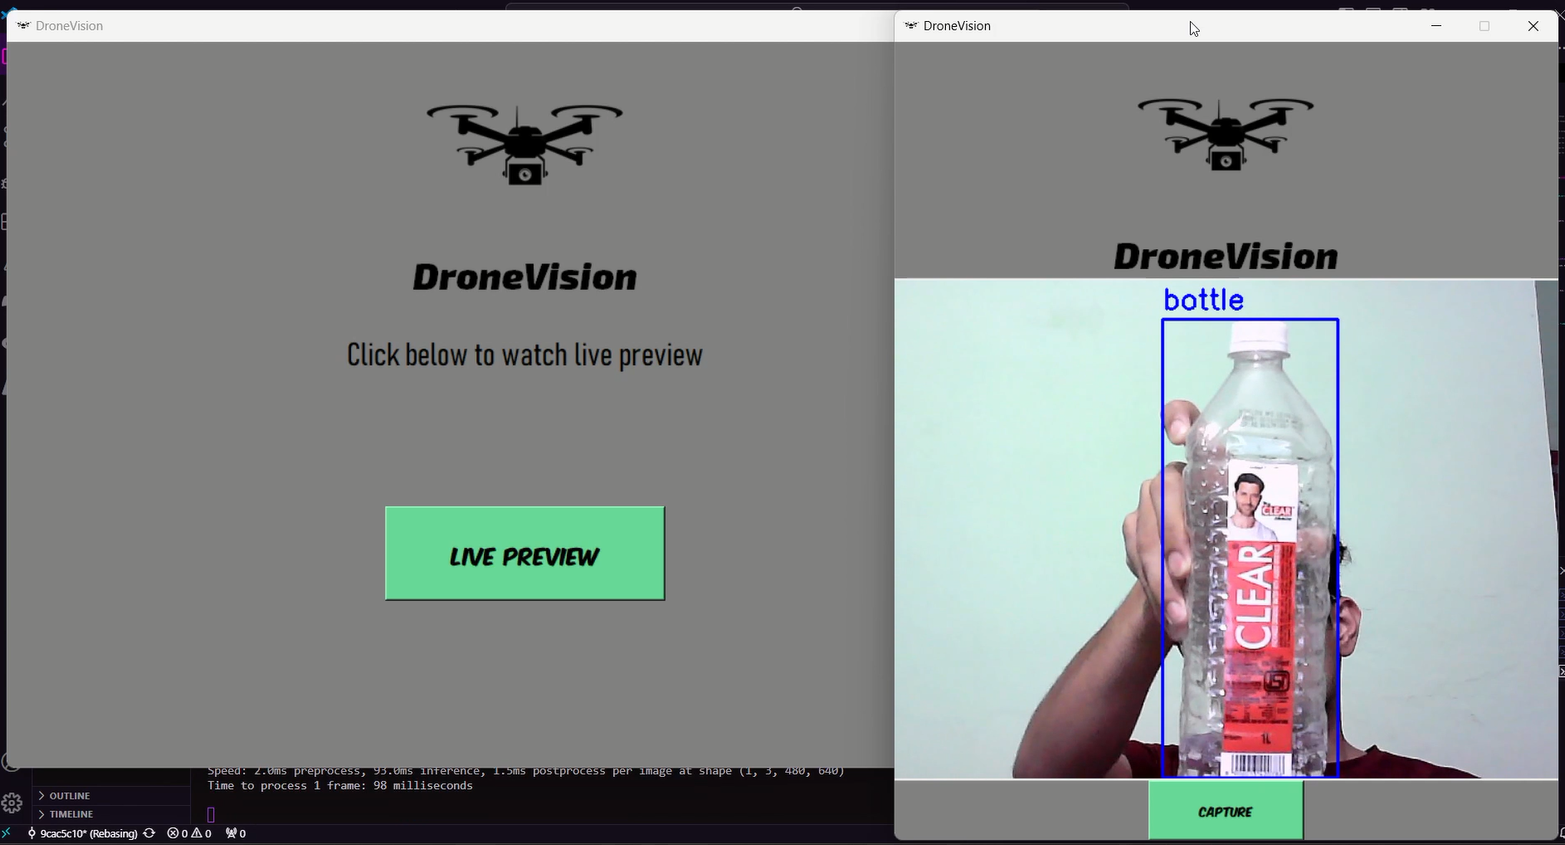 DroneVision
DroneVision
Click below to watch live preview
LIVE PREVIEW
DroneVision
DroneVision
bottle
CLEAR
CLEAR
1L
CAPTURE
Speed: 2.0ms preprocess, 93.0ms inference, 1.5ms postprocess per image at shape (1, 3, 480, 640)
Time to process 1 frame: 98 milliseconds
OUTLINE
TIMELINE
9cac5c10* (Rebasing) 0 0 0